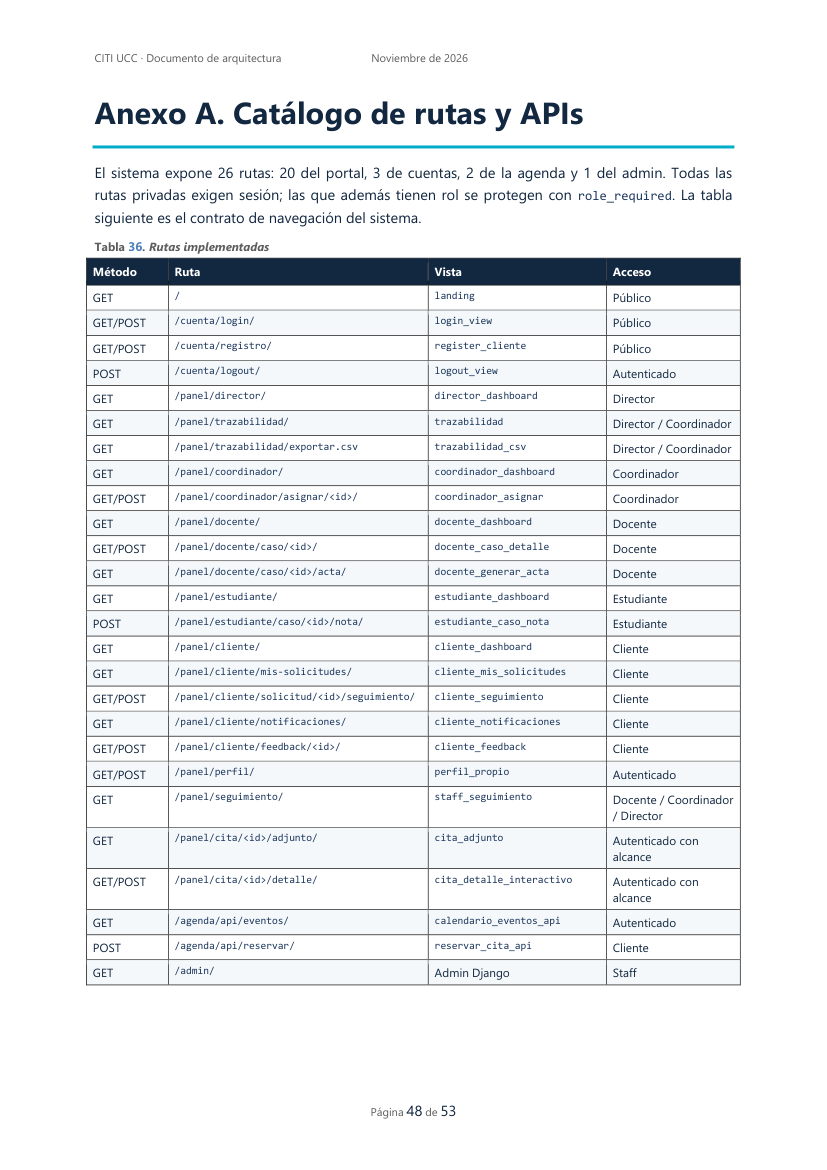 CITI UCC · Documento de arquitectura Noviembre de 2026
Anexo A. Catálogo de rutas y APIs
El sistema expone 26 rutas: 20 del portal, 3 de cuentas, 2 de la agenda y 1 del admin. Todas las
rutas privadas exigen sesión; las que además tienen rol se protegen con role_required. La tabla
siguiente es el contrato de navegación del sistema.
Tabla 36. Rutas implementadas
Método Ruta Vista Acceso
GET / landing Público
GET/POST /cuenta/login/ login_view Público
GET/POST /cuenta/registro/ register_cliente Público
POST /cuenta/logout/ logout_view Autenticado
GET /panel/director/ director_dashboard Director
GET /panel/trazabilidad/ trazabilidad Director / Coordinador
GET /panel/trazabilidad/exportar.csv trazabilidad_csv Director / Coordinador
GET /panel/coordinador/ coordinador_dashboard Coordinador
GET/POST /panel/coordinador/asignar/<id>/ coordinador_asignar Coordinador
GET /panel/docente/ docente_dashboard Docente
GET/POST /panel/docente/caso/<id>/ docente_caso_detalle Docente
GET /panel/docente/caso/<id>/acta/ docente_generar_acta Docente
GET /panel/estudiante/ estudiante_dashboard Estudiante
POST /panel/estudiante/caso/<id>/nota/ estudiante_caso_nota Estudiante
GET /panel/cliente/ cliente_dashboard Cliente
GET /panel/cliente/mis-solicitudes/ cliente_mis_solicitudes Cliente
GET/POST /panel/cliente/solicitud/<id>/seguimiento/ cliente_seguimiento Cliente
GET /panel/cliente/notificaciones/ cliente_notificaciones Cliente
GET/POST /panel/cliente/feedback/<id>/ cliente_feedback Cliente
GET/POST /panel/perfil/ perfil_propio Autenticado
GET /panel/seguimiento/ staff_seguimiento Docente / Coordinador
/ Director
GET /panel/cita/<id>/adjunto/ cita_adjunto Autenticado con
alcance
GET/POST /panel/cita/<id>/detalle/ cita_detalle_interactivo Autenticado con
alcance
GET /agenda/api/eventos/ calendario_eventos_api Autenticado
POST /agenda/api/reservar/ reservar_cita_api Cliente
GET /admin/ Admin Django Staff
Página 48 de 53